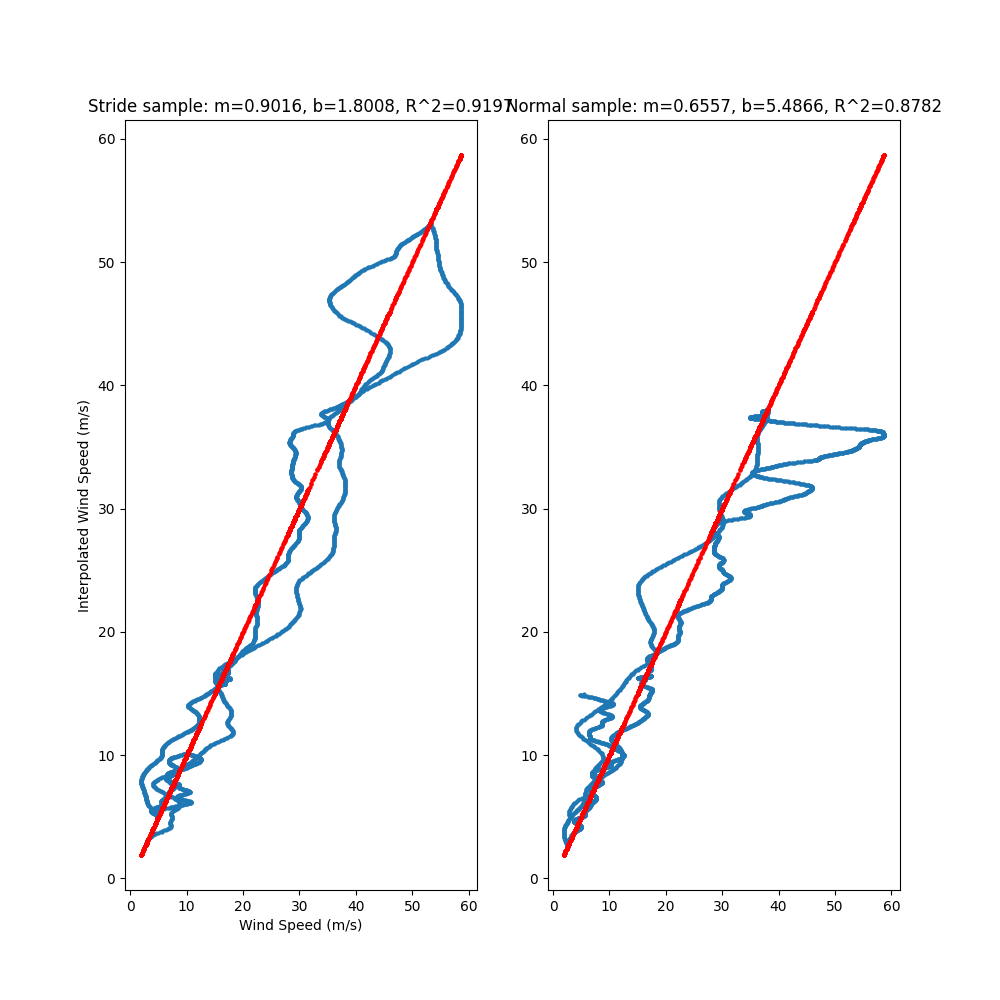 Stride sample: m=0.9016, b=1.8008, R^2=0.9197
Normal sample: m=0.6557, b=5.4866, R^2=0.8782
Interpolated Wind Speed (m/s)
60
50
40
30
20
10
0
0 10 20 30 40 50 60
Wind Speed (m/s)
60
50
40
30
20
10
0
0 10 20 30 40 50 60